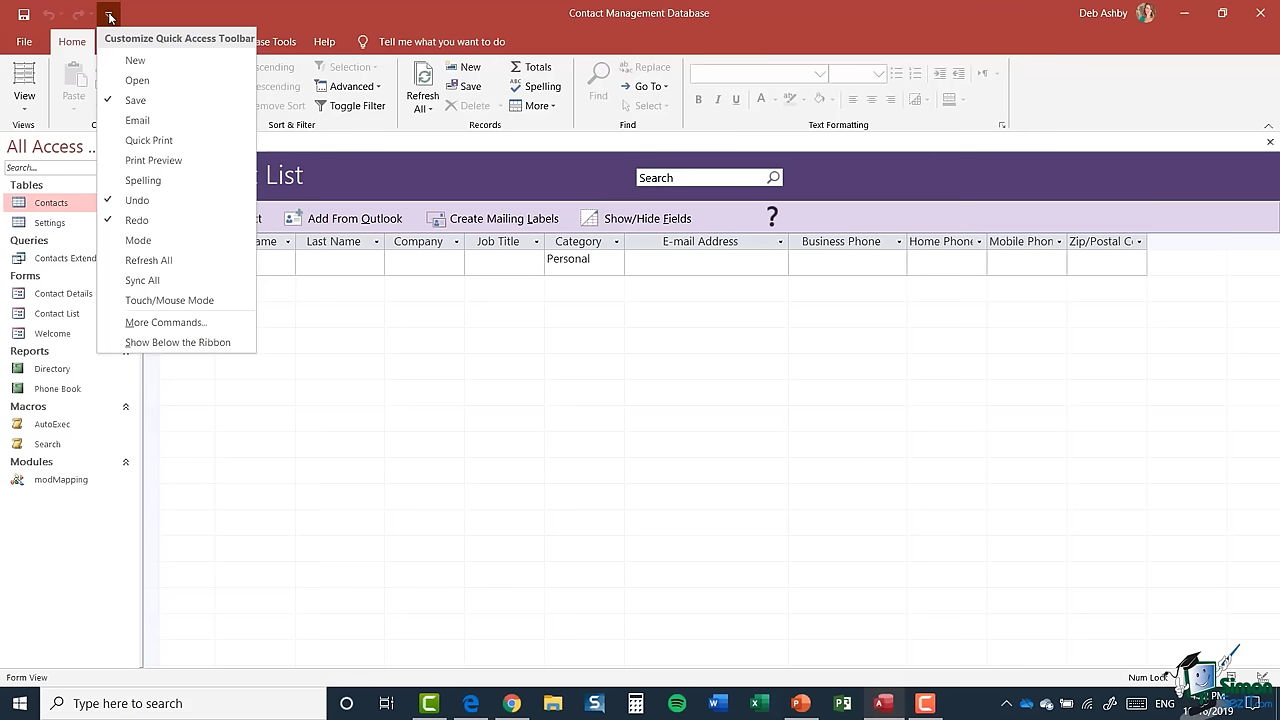 Contact Management Database
Deb Ashby
File
Home
Tools
Help
Tell me what you want to do
Customize Quick Access Toolbar
New
Open
Save
Email
Quick Print
Print Preview
Spelling
Undo
Redo
Mode
Refresh All
Sync All
Touch/Mouse Mode
More Commands...
Show Below the Ribbon
View
Views
Paste
Selection
Advanced
Toggle Filter
Sort & Filter
Refresh All
New
Save
Delete
Totals
Spelling
More
Records
Find
Replace
Go To
Select
Find
B I U A
Text Formatting
All Access ...
Search...
Tables
Contacts
Settings
Queries
Contacts Extend
Forms
Contact Details
Contact List
Welcome
Reports
Directory
Phone Book
Macros
AutoExec
Search
Modules
modMapping
List
Search
Add From Outlook
Create Mailing Labels
Show/Hide Fields
?
Last Name
Company
Job Title
Category
E-mail Address
Business Phone
Home Phone
Mobile Phon
Zip/Postal C
Personal
Form View
Num Lock
Type here to search
ENG